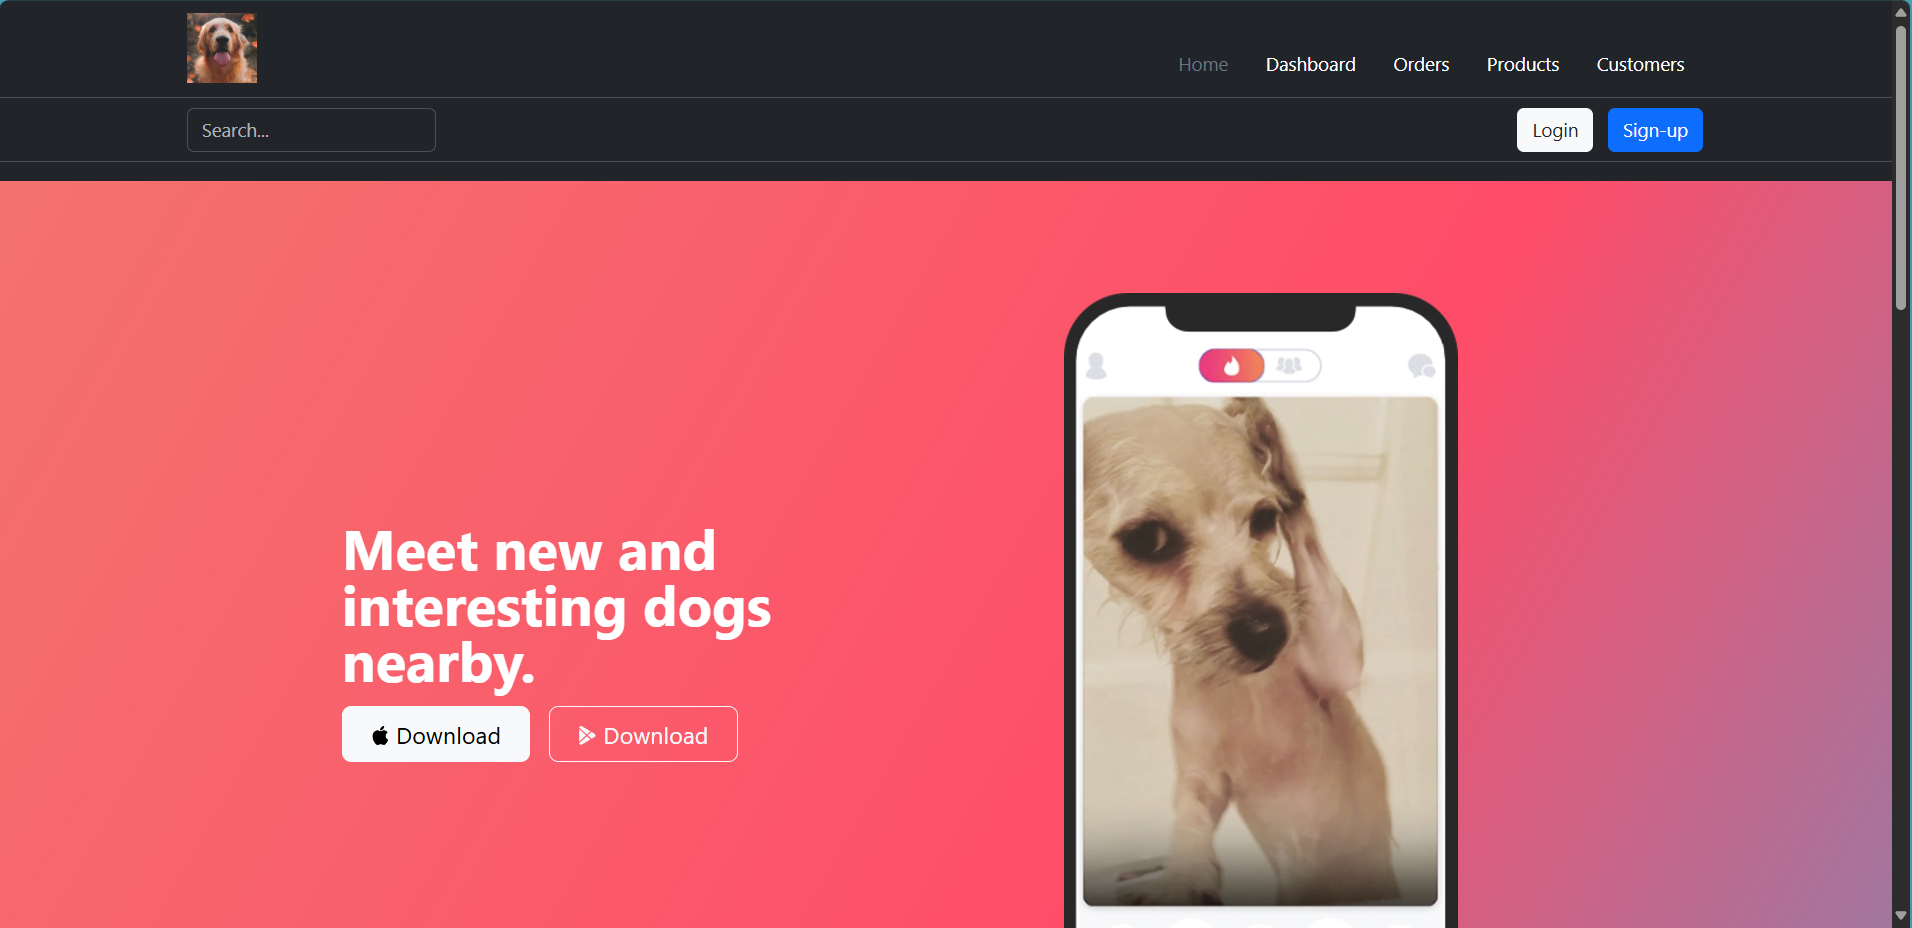 Home Dashboard Orders Products Customers
Search...
Login Sign-up
Meet new and
interesting dogs
nearby.
Download Download